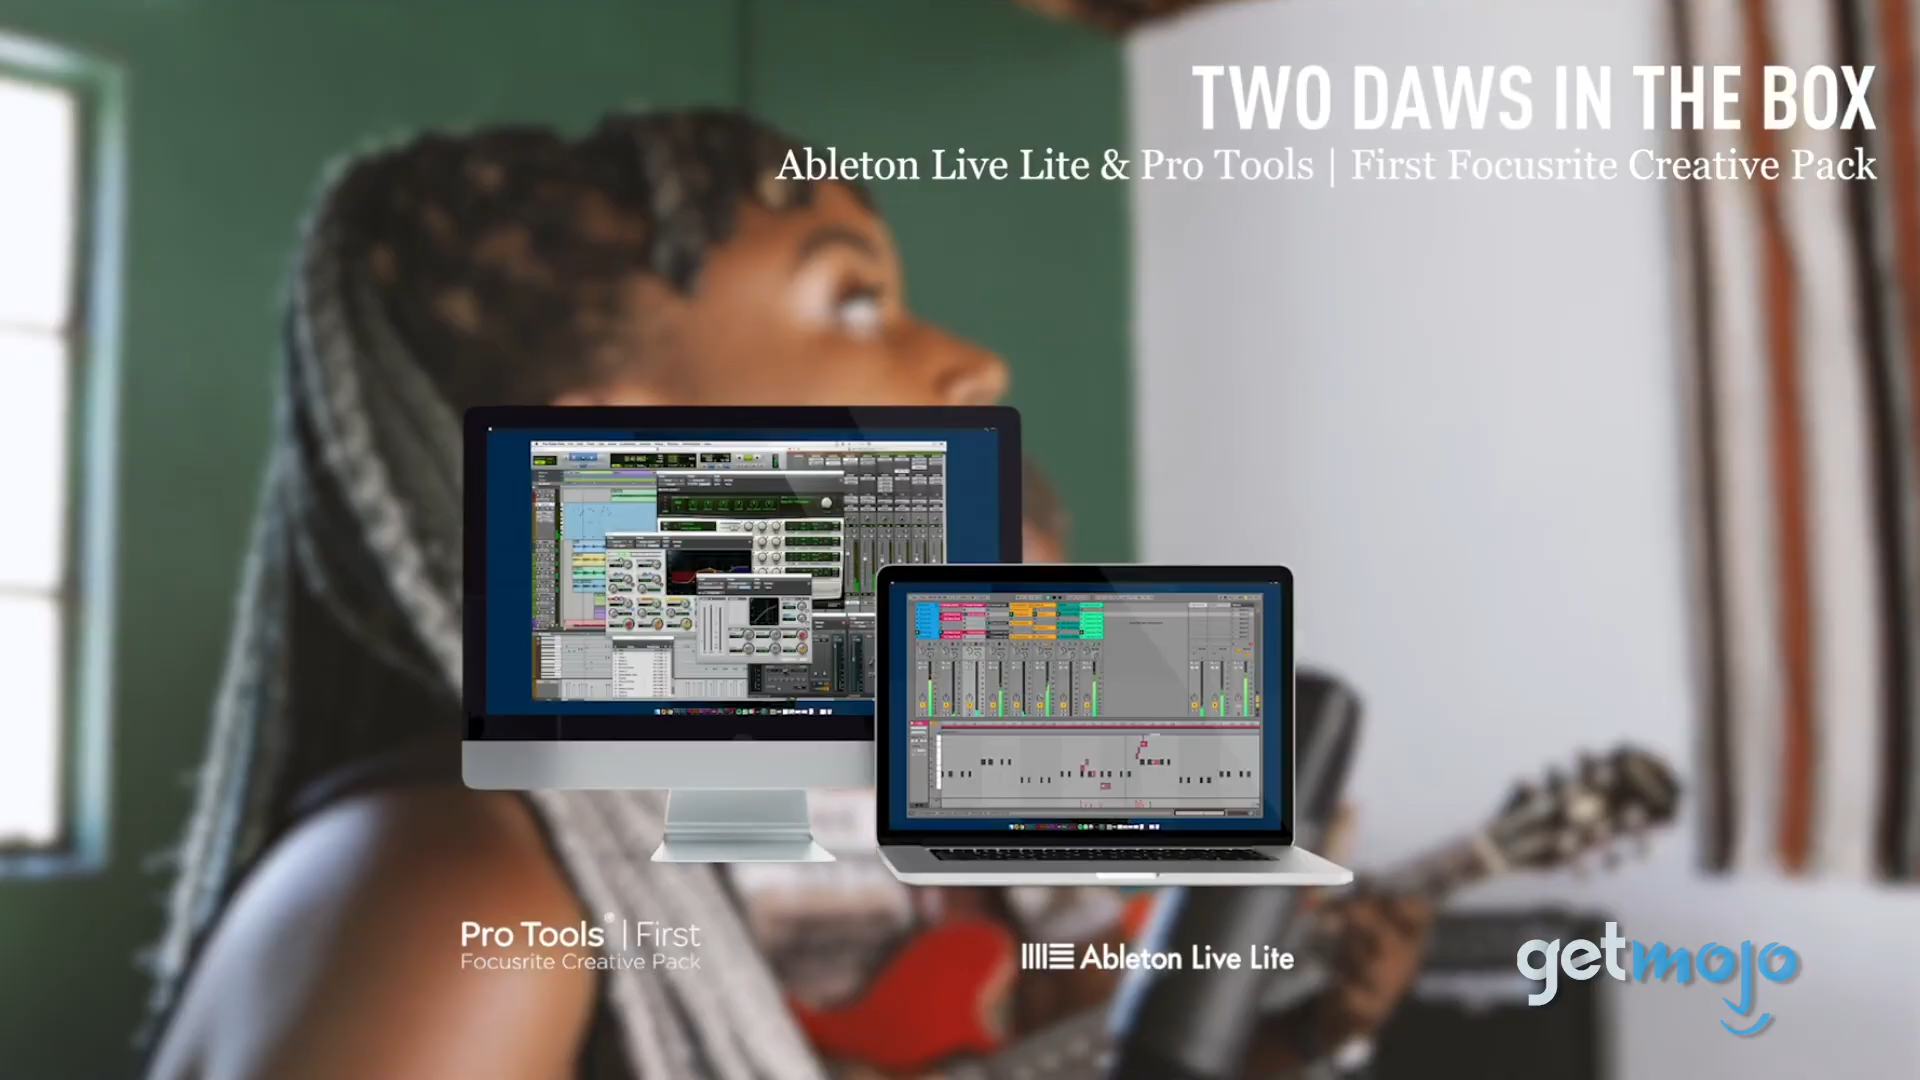 TWO DAWS IN THE BOX
Ableton Live Lite & Pro Tools | First Focusrite Creative Pack
Pro Tools® | First
Focusrite Creative Pack
Ableton Live Lite
getmojo